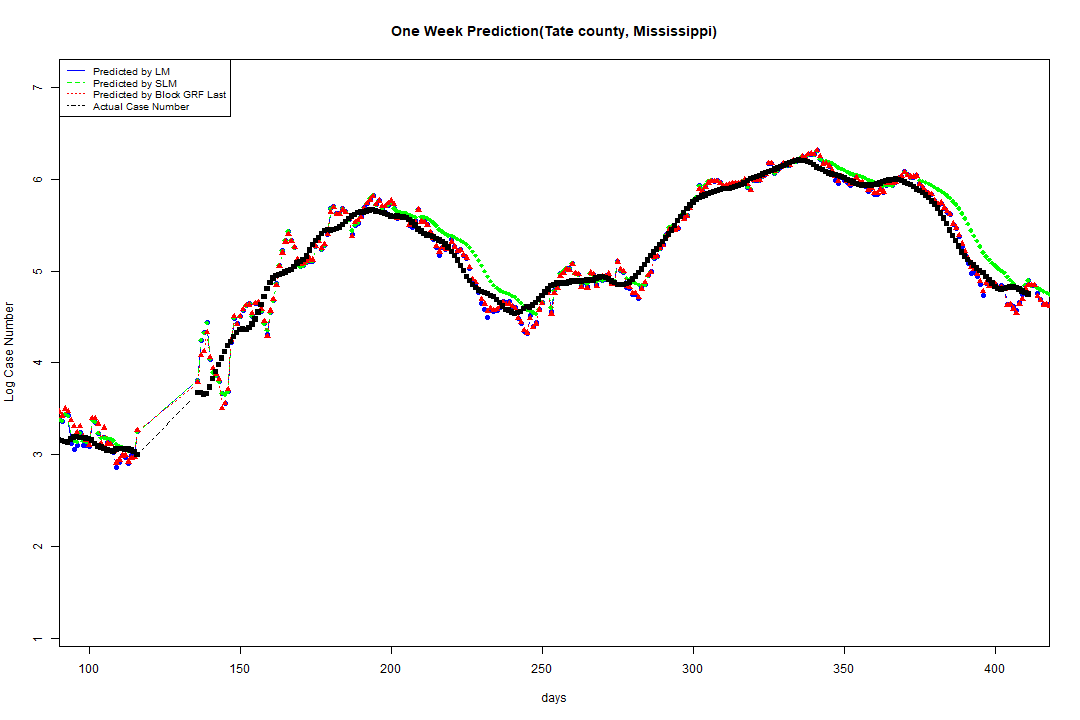 One Week Prediction(Tate county, Mississippi)
Predicted by LM
Predicted by SLM
Predicted by Block GRF Last
Actual Case Number
7
6
5
4
3
2
1
Log Case Number
100 150 200 250 300 350 400
days